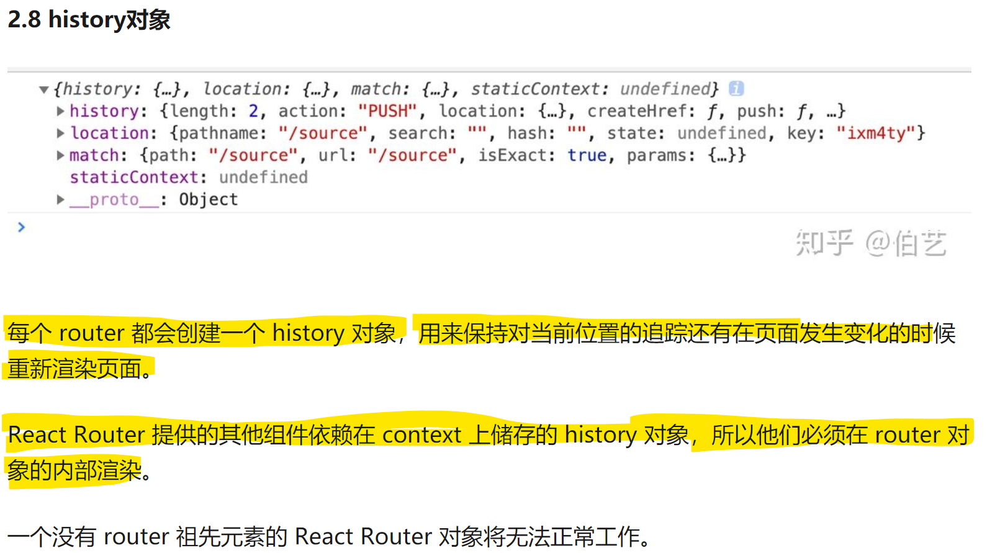 2.8 history对象
▼{history: {…}, location: {…}, match: {…}, staticContext: undefined} i
▶history: {length: 2, action: "PUSH", location: {…}, createHref: ƒ, push: ƒ, …}
▶location: {pathname: "/source", search: "", hash: "", state: undefined, key: "ixm4ty"}
▶match: {path: "/source", url: "/source", isExact: true, params: {…}}
staticContext: undefined
▶__proto__: Object
>
知乎 @伯艺
每个 router 都会创建一个 history 对象，用来保持对当前位置的追踪还有在页面发生变化的时候
重新渲染页面。
React Router 提供的其他组件依赖在 context 上储存的 history 对象，所以他们必须在 router 对
象的内部渲染。
一个没有 router 祖先元素的 React Router 对象将无法正常工作。